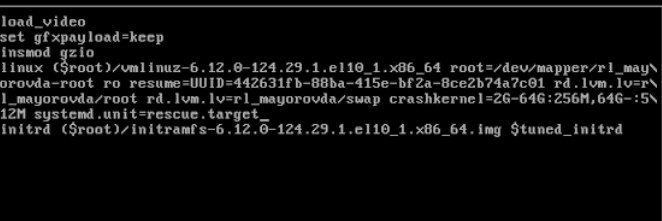 load_video
set gfxpayload=keep
insmod gzio
linux ($root)/vmlinuz-6.12.0-124.29.1.el10_1.x86_64 root=/dev/mapper/rl_may\
orovda-root ro resume=UUID=442631fb-88ba-415e-bf2a-8ce2b74a7c01 rd.lvm.lv=r\
l_mayorovda/root rd.lvm.lv=rl_mayorovda/swap crashkernel=2G-64G:256M,64G-:5\
12M systemd.unit=rescue.target_
initrd ($root)/initramfs-6.12.0-124.29.1.el10_1.x86_64.img $tuned_initrd